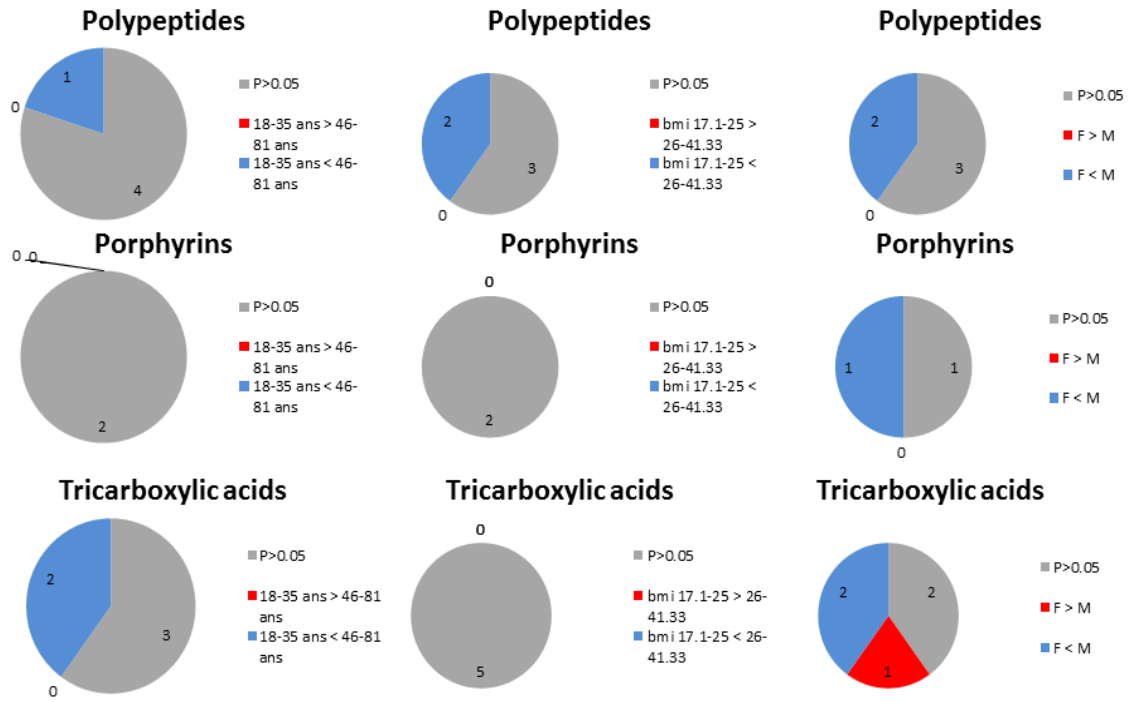 Polypeptides
1
0
4
P>0.05
18-35 ans > 46-
81 ans
18-35 ans < 46-
81 ans
Polypeptides
2
3
0
P>0.05
bmi 17.1-25 >
26-41.33
bmi 17.1-25 <
26-41.33
Polypeptides
2
3
0
P>0.05
F > M
F < M
Porphyrins
0 0
2
P>0.05
18-35 ans > 46-
81 ans
18-35 ans < 46-
81 ans
Porphyrins
0
2
P>0.05
bmi 17.1-25 >
26-41.33
bmi 17.1-25 <
26-41.33
Porphyrins
1 1
0
P>0.05
F > M
F < M
Tricarboxylic acids
2
3
0
P>0.05
18-35 ans > 46-81
ans
18-35 ans < 46-81
ans
Tricarboxylic acids
0
5
P>0.05
bmi 17.1-25 > 26-
41.33
bmi 17.1-25 < 26-
41.33
Tricarboxylic acids
2 2
1
P>0.05
F > M
F < M